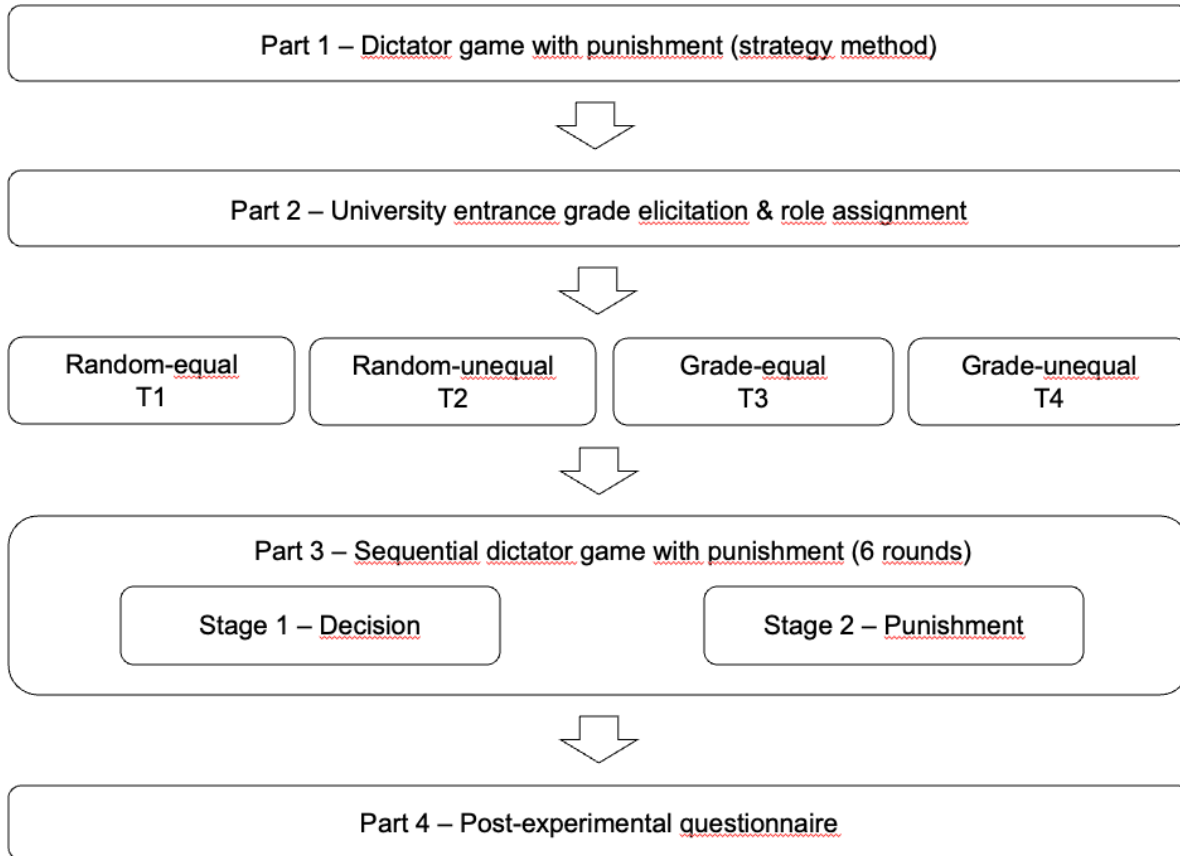 Part 1 – Dictator game with punishment (strategy method)
Part 2 – University entrance grade elicitation & role assignment
Random-equal
T1
Random-unequal
T2
Grade-equal
T3
Grade-unequal
T4
Part 3 – Sequential dictator game with punishment (6 rounds)
Stage 1 – Decision
Stage 2 – Punishment
Part 4 – Post-experimental questionnaire